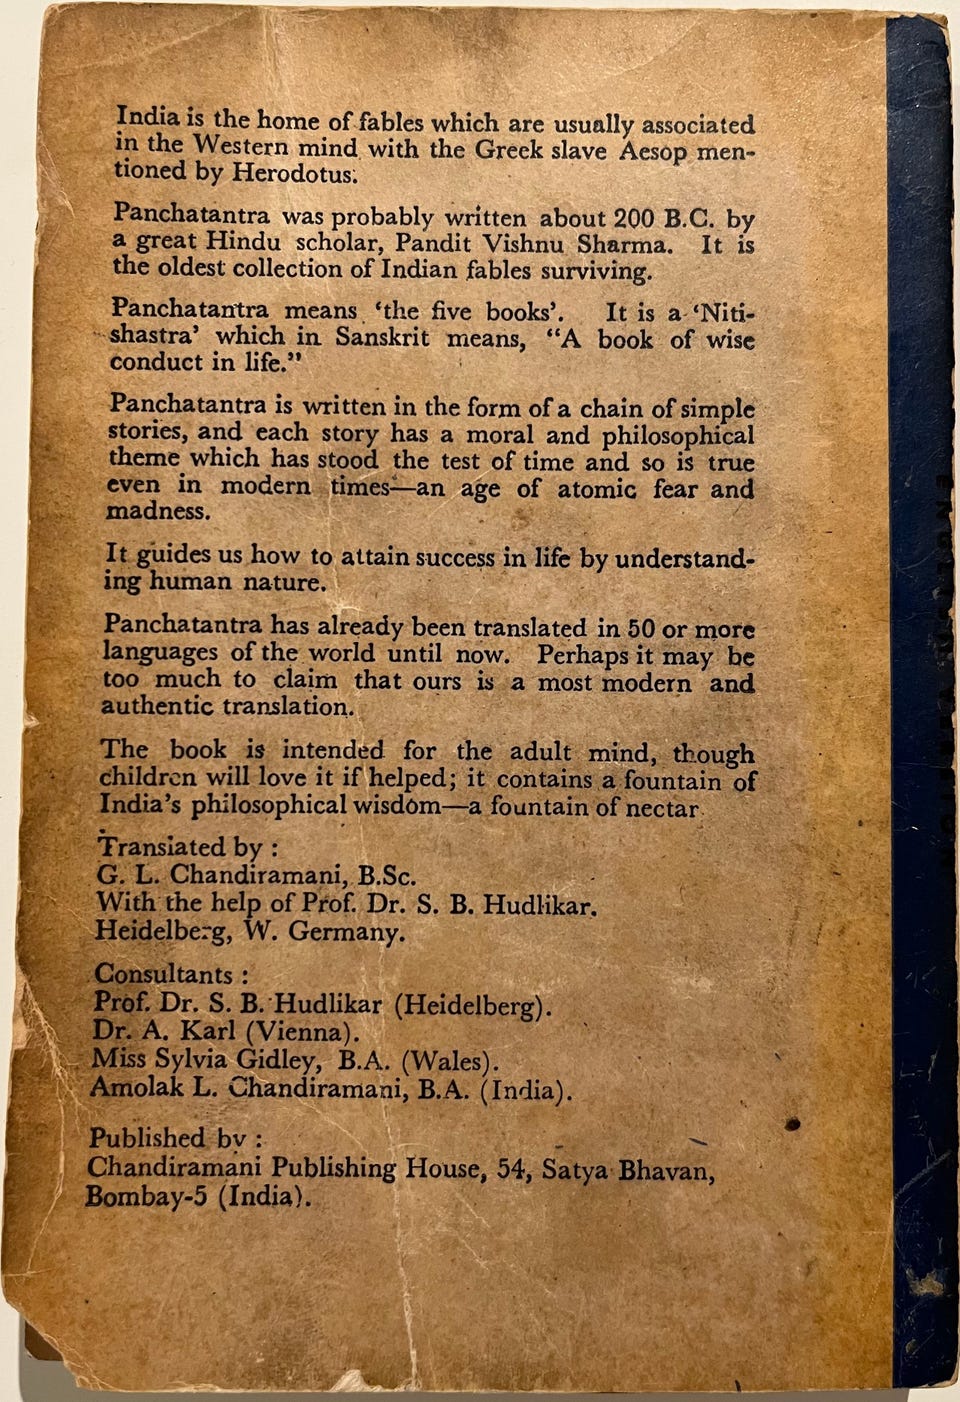 India is the home of fables which are usually associated
in the Western mind with the Greek slave Aesop men-
tioned by Herodotus.
Panchatantra was probably written about 200 B.C. by
a great Hindu scholar, Pandit Vishnu Sharma. It is
the oldest collection of Indian fables surviving.
Panchatantra means ‘the five books’. It is a ‘Niti-
shastra’ which in Sanskrit means, “A book of wise
conduct in life.”
Panchatantra is written in the form of a chain of simple
stories, and each story has a moral and philosophical
theme which has stood the test of time and so is true
even in modern times—an age of atomic fear and
madness.
It guides us how to attain success in life by understand-
ing human nature.
Panchatantra has already been translated in 50 or more
languages of the world until now. Perhaps it may be
too much to claim that ours is a most modern and
authentic translation.
The book is intended for the adult mind, though
children will love it if helped; it contains a fountain of
India’s philosophical wisdom—a fountain of nectar
Translated by :
G. L. Chandiramani, B.Sc.
With the help of Prof. Dr. S. B. Hudlikar.
Heidelberg, W. Germany.
Consultants :
Prof. Dr. S. B. Hudlikar (Heidelberg).
Dr. A. Karl (Vienna).
Miss Sylvia Gidley, B.A. (Wales).
Amolak L. Chandiramani, B.A. (India).
Published by :
Chandiramani Publishing House, 54, Satya Bhavan,
Bombay-5 (India).